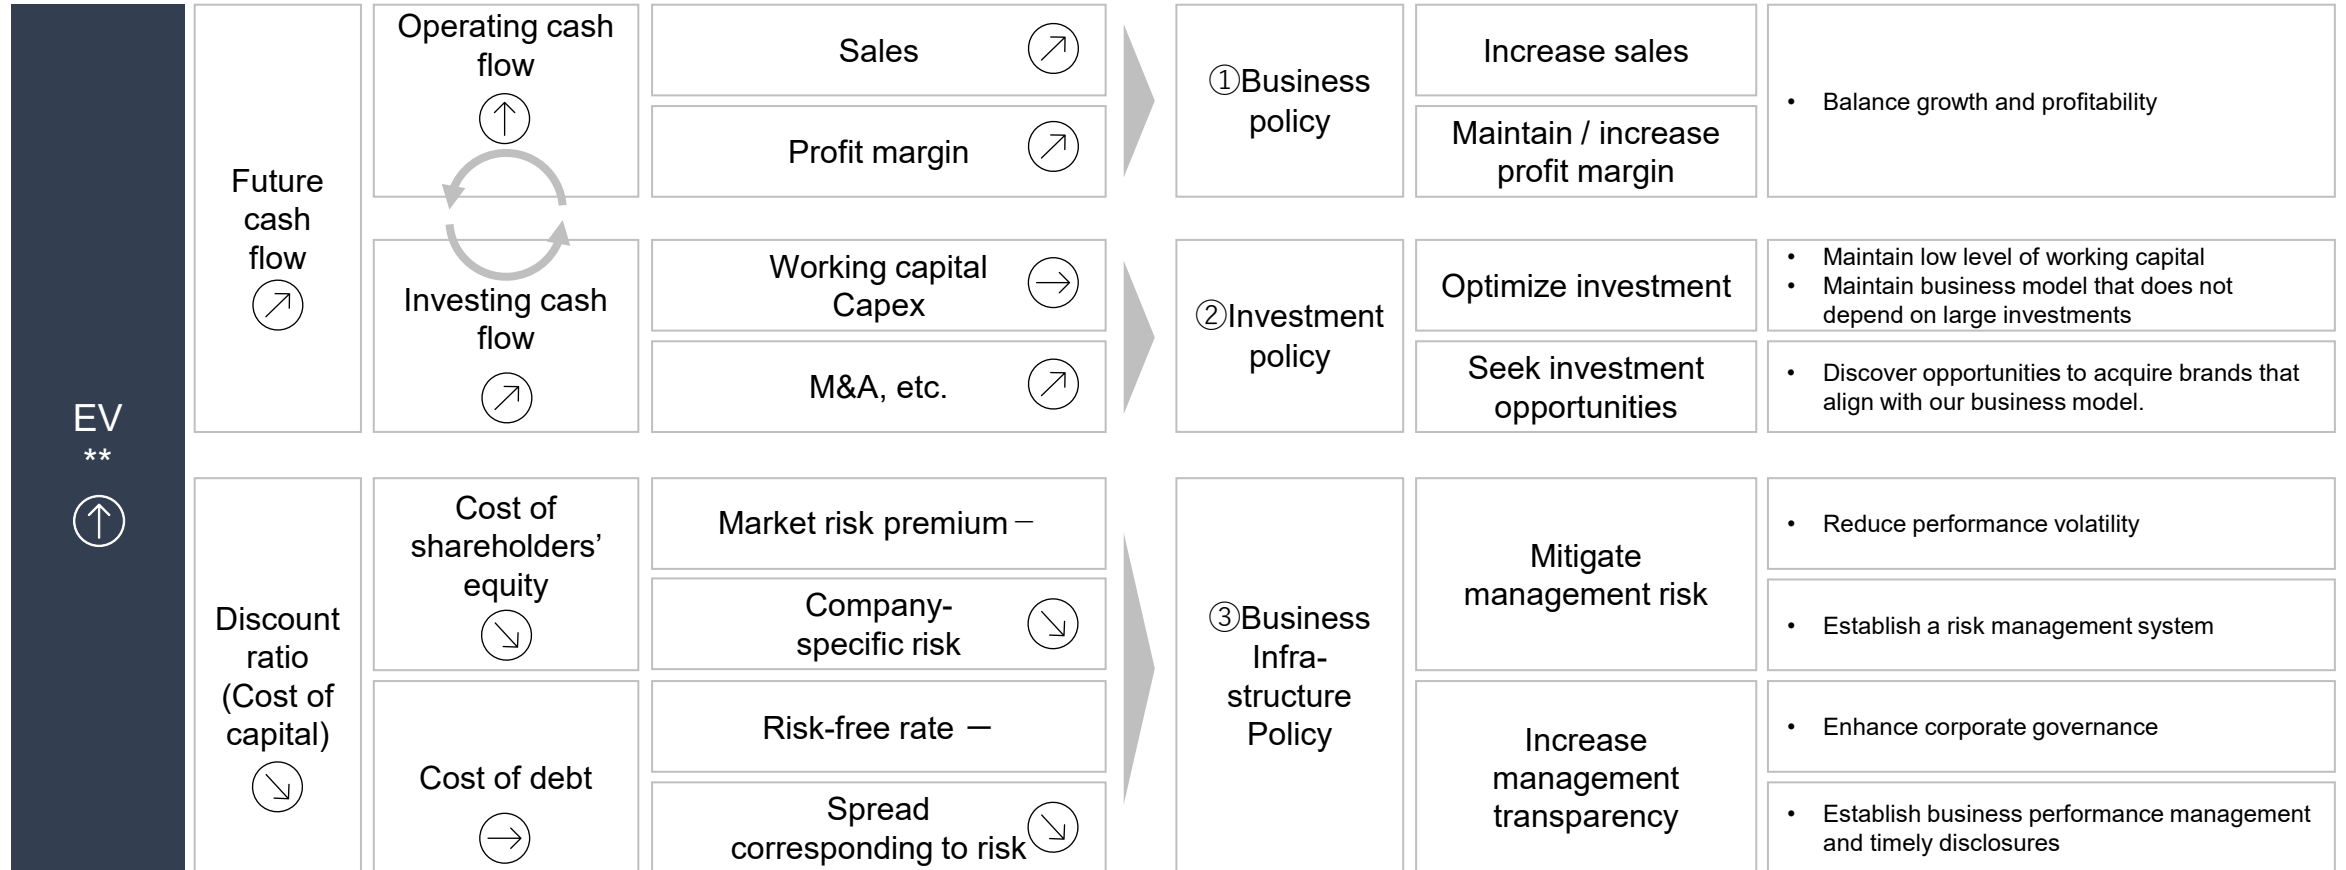 EV
**
Future
cash
flow
Operating cash
flow
Sales
Profit margin
①Business
policy
Increase sales
Maintain / increase
profit margin
• Balance growth and profitability
Investing cash
flow
Working capital
Capex
M&A, etc.
②Investment
policy
Optimize investment
• Maintain low level of working capital
• Maintain business model that does not
depend on large investments
Seek investment
opportunities
• Discover opportunities to acquire brands that
align with our business model.
Discount
ratio
(Cost of
capital)
Cost of
shareholders’
equity
Market risk premium –
Company-
specific risk
Cost of debt
Risk-free rate —
Spread
corresponding to risk
③Business
Infra-
structure
Policy
Mitigate
management risk
• Reduce performance volatility
• Establish a risk management system
Increase
management
transparency
• Enhance corporate governance
• Establish business performance management
and timely disclosures